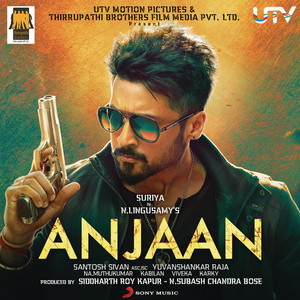 UTV MOTION PICTURES &
THIRRUPATHI BROTHERS FILM MEDIA PVT. LTD.
Present
UTV
SURIYA
IN
N.LINGUSAMY'S
ANJAAN
SANTOSH SIVAN ASC,ISC YUVANSHANKAR RAJA
NA.MUTHUKUMAR KABILAN VIVEKA KARKY
PRODUCED BY SIDDHARTH ROY KAPUR - N.SUBASH CHANDRA BOSE
SONY MUSIC